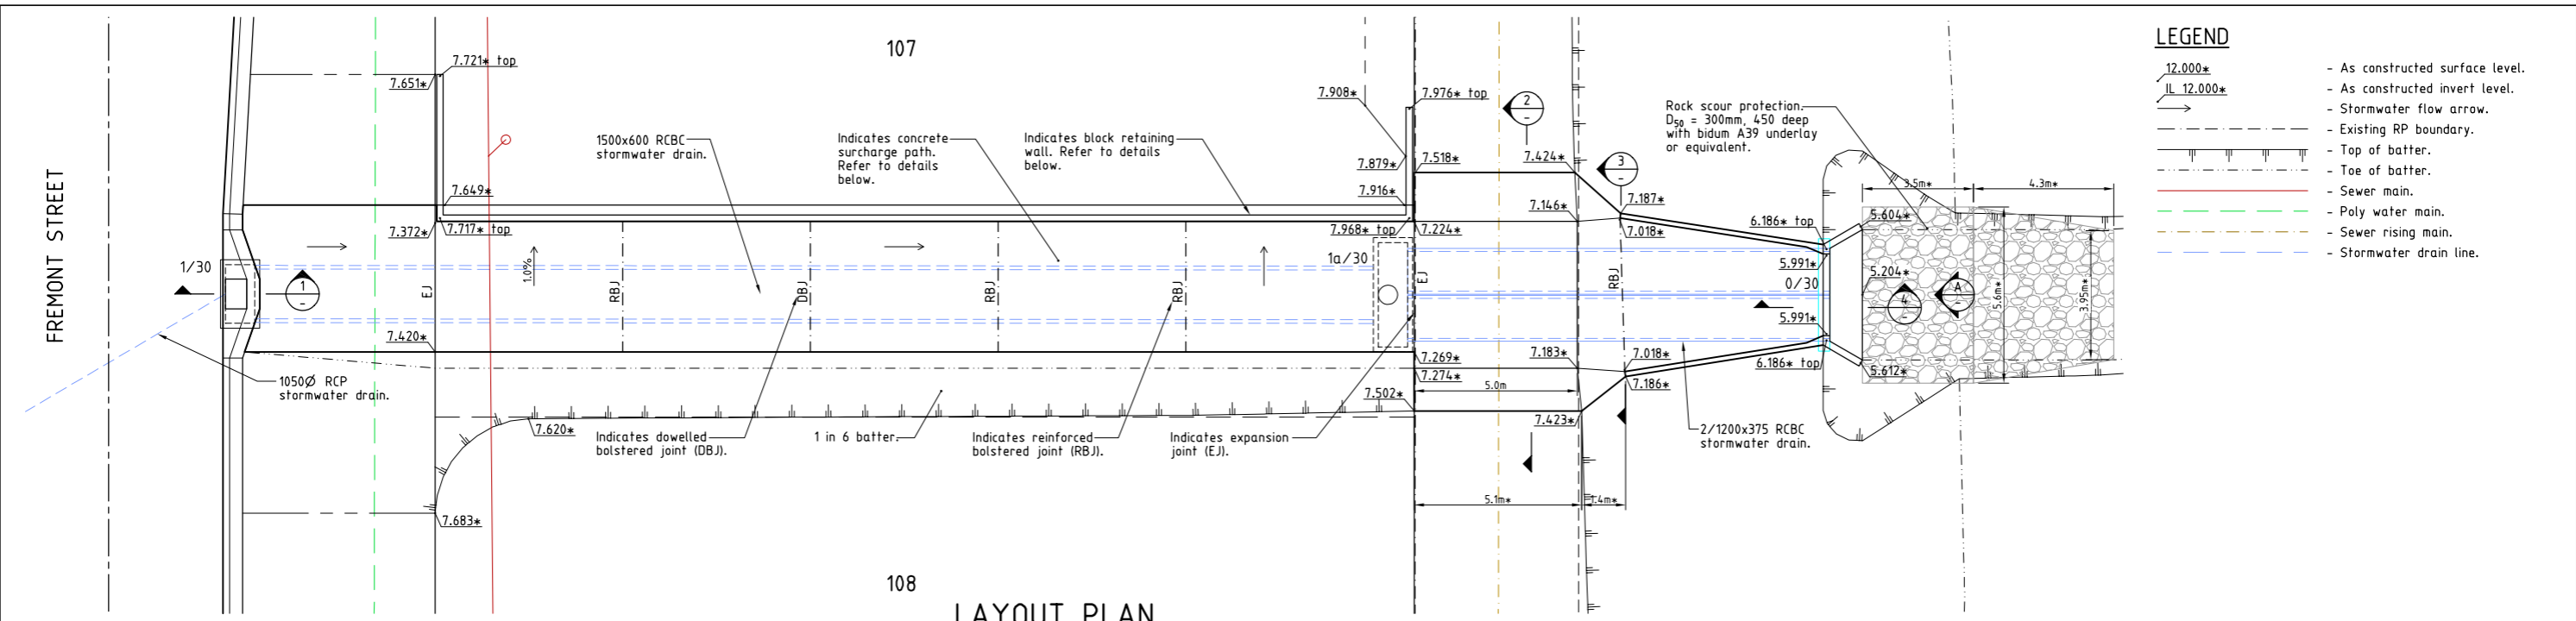 107
LEGEND
12.000*
- As constructed surface level.
IL 12.000*
- As constructed invert level.
- Stormwater flow arrow.
- Existing RP boundary.
- Top of batter.
- Toe of batter.
- Sewer main.
- Poly water main.
- Sewer rising main.
- Stormwater drain line.
FREMONT STREET
7.721* top
7.651*
7.649*
7.372*
7.717* top
1500x600 RCBC
stormwater drain.
Indicates concrete
surcharge path.
Refer to details
below.
Indicates block retaining
wall. Refer to details
below.
7.908*
7.976* top
7.879*
7.916*
7.968* top
7.518*
7.224*
2
-
7.424*
7.146*
3
-
7.187*
7.018*
Rock scour protection.
D50 = 300mm, 450 deep
with bidum A39 underlay
or equivalent.
3.5m*
4.3m*
6.186* top
5.604*
5.991*
5.204*
0/30
4
-
A
-
5.6m*
3.95m*
5.991*
6.186* top
5.612*
1/30
1
-
EJ
1.0%
RBJ
DBJ
RBJ
RBJ
1a/30
EJ
RBJ
7.420*
1050Ø RCP
stormwater drain.
7.620*
7.683*
Indicates dowelled
bolstered joint (DBJ).
1 in 6 batter.
Indicates reinforced
bolstered joint (RBJ).
Indicates expansion
joint (EJ).
7.269*
7.274*
7.502*
7.183*
5.0m
7.423*
7.018*
7.186*
2/1200x375 RCBC
stormwater drain.
5.1m*
1.4m*
108
LAYOUT PLAN